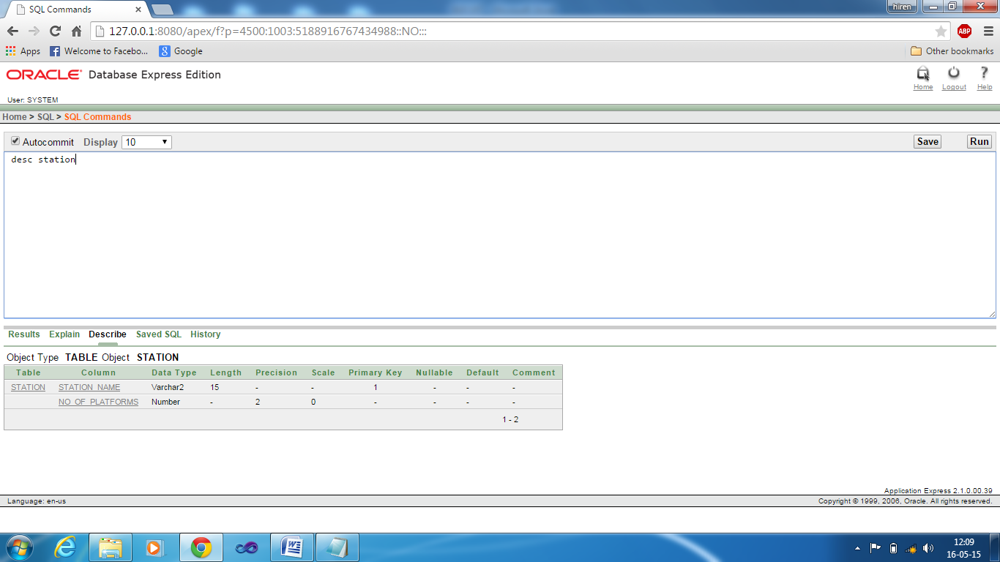 SQL Commands
hiren
127.0.0.1:8080/apex/f?p=4500:1003:5188916767434988::NO:::
ABP
Apps Welcome to Facebo... Google Other bookmarks
ORACLE Database Express Edition
Home Logout Help
User: SYSTEM
Home > SQL > SQL Commands
Autocommit Display 10 Save Run
desc station
Results Explain Describe Saved SQL History
Object Type TABLE Object STATION
Table Column Data Type Length Precision Scale Primary Key Nullable Default Comment
STATION STATION_NAME Varchar2 15 - - 1 - - -
NO_OF_PLATFORMS Number - 2 0 - - - -
1 - 2
Application Express 2.1.0.00.39
Language: en-us Copyright © 1999, 2006, Oracle. All rights reserved.
12:09
16-05-15